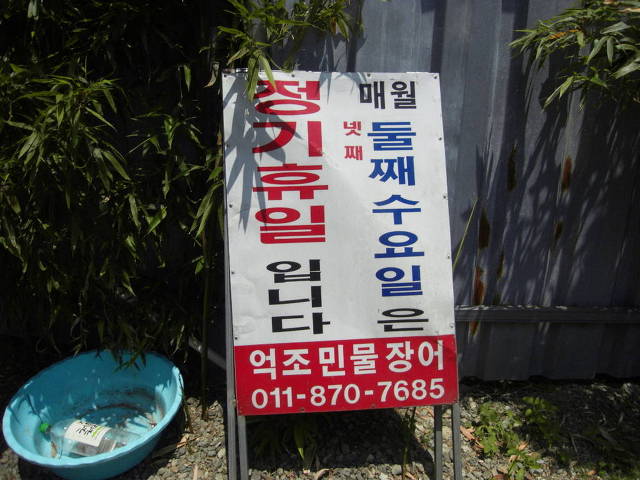 매월
둘째 수요일은
넷째
정기휴일
입니다
억조민물장어
011-870-7685